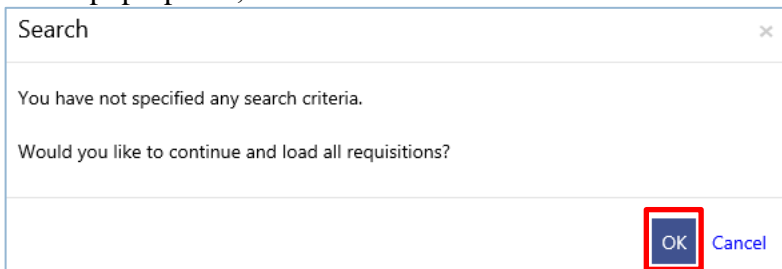 Search ×
You have not specified any search criteria.
Would you like to continue and load all requisitions?
OK Cancel